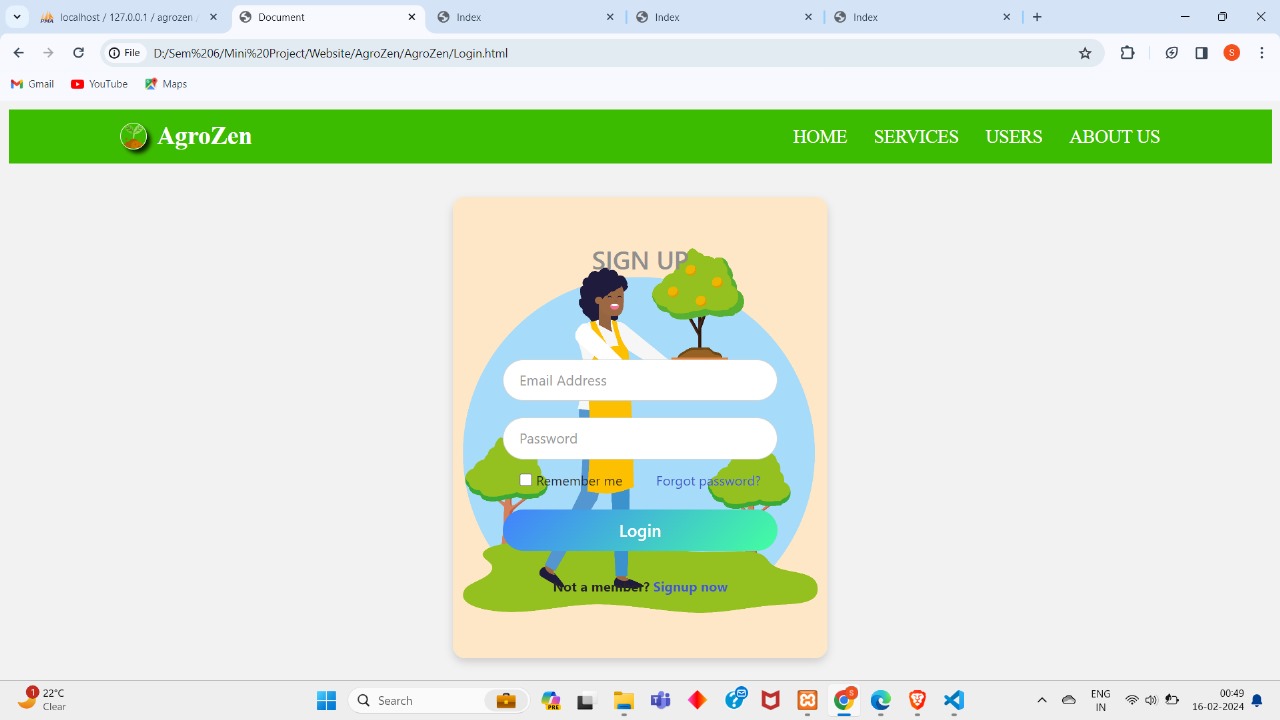 localhost / 127.0.0.1 / agrozen /
Document
Index
Index
Index
File
D:/Sem%206/Mini%20Project/Website/AgroZen/AgroZen/Login.html
S
Gmail
YouTube
Maps
AgroZen
HOME
SERVICES
USERS
ABOUT US
SIGN UP
Email Address
Password
Remember me
Forgot password?
Login
Not a member? Signup now
1
22°C
Clear
Search
PRE
S
ENG
IN
00:49
16-02-2024